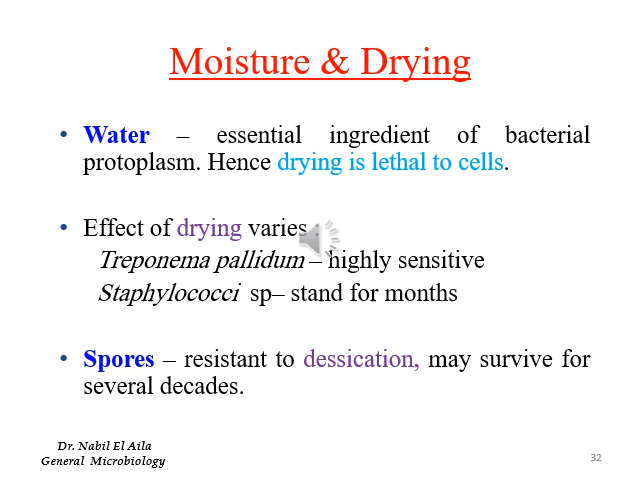 Moisture & Drying
• Water – essential ingredient of bacterial
protoplasm. Hence drying is lethal to cells.
• Effect of drying varies :
Treponema pallidum – highly sensitive
Staphylococci sp– stand for months
• Spores – resistant to dessication, may survive for
several decades.
Dr. Nabil El Aila
General Microbiology
32